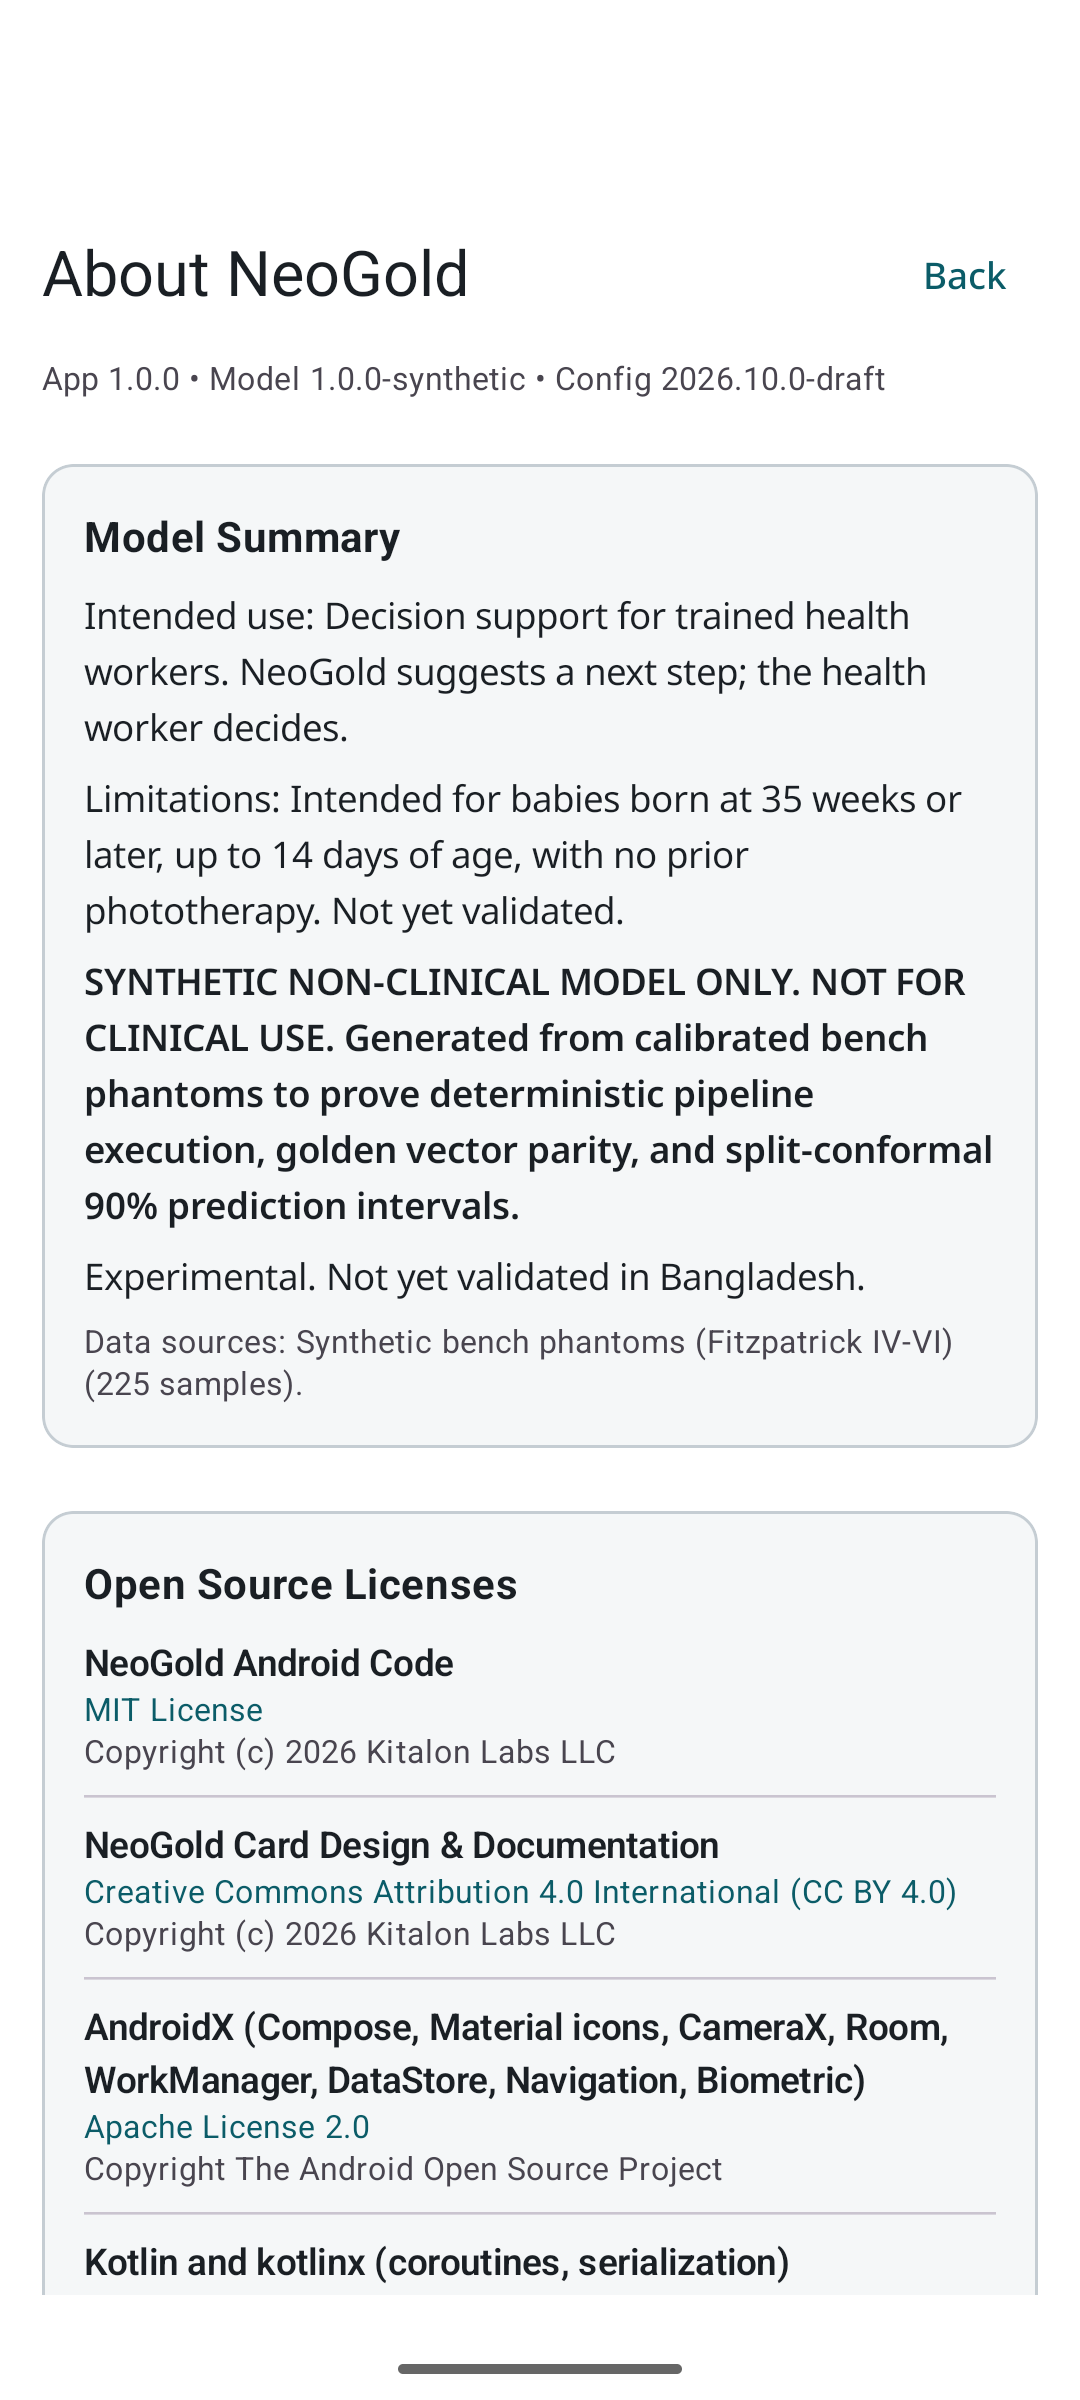 About NeoGold
Back
App 1.0.0 • Model 1.0.0-synthetic • Config 2026.10.0-draft
Model Summary
Intended use: Decision support for trained health
workers. NeoGold suggests a next step; the health
worker decides.
Limitations: Intended for babies born at 35 weeks or
later, up to 14 days of age, with no prior
phototherapy. Not yet validated.
SYNTHETIC NON-CLINICAL MODEL ONLY. NOT FOR
CLINICAL USE. Generated from calibrated bench
phantoms to prove deterministic pipeline
execution, golden vector parity, and split-conformal
90% prediction intervals.
Experimental. Not yet validated in Bangladesh.
Data sources: Synthetic bench phantoms (Fitzpatrick IV-VI)
(225 samples).
Open Source Licenses
NeoGold Android Code
MIT License
Copyright (c) 2026 Kitalon Labs LLC
NeoGold Card Design & Documentation
Creative Commons Attribution 4.0 International (CC BY 4.0)
Copyright (c) 2026 Kitalon Labs LLC
AndroidX (Compose, Material icons, CameraX, Room,
WorkManager, DataStore, Navigation, Biometric)
Apache License 2.0
Copyright The Android Open Source Project
Kotlin and kotlinx (coroutines, serialization)